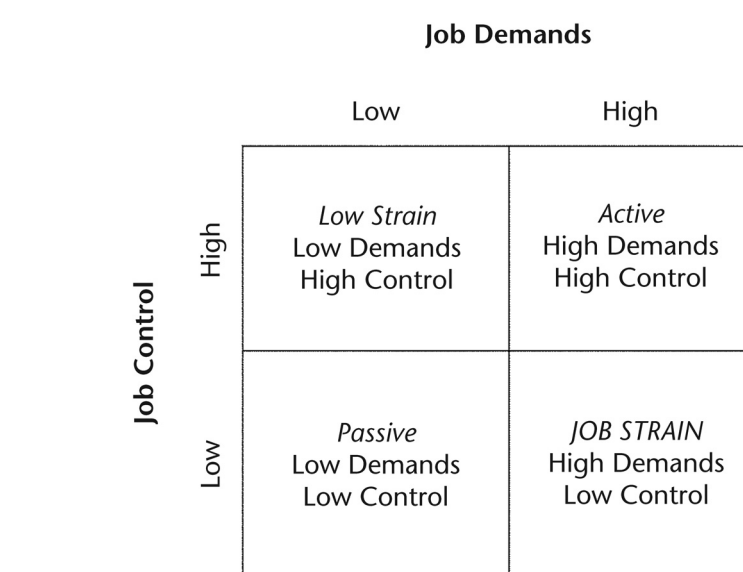 Job Demands
Low
High
High
Low Strain
Low Demands
High Control
Active
High Demands
High Control
Job Control
Low
Passive
Low Demands
Low Control
JOB STRAIN
High Demands
Low Control